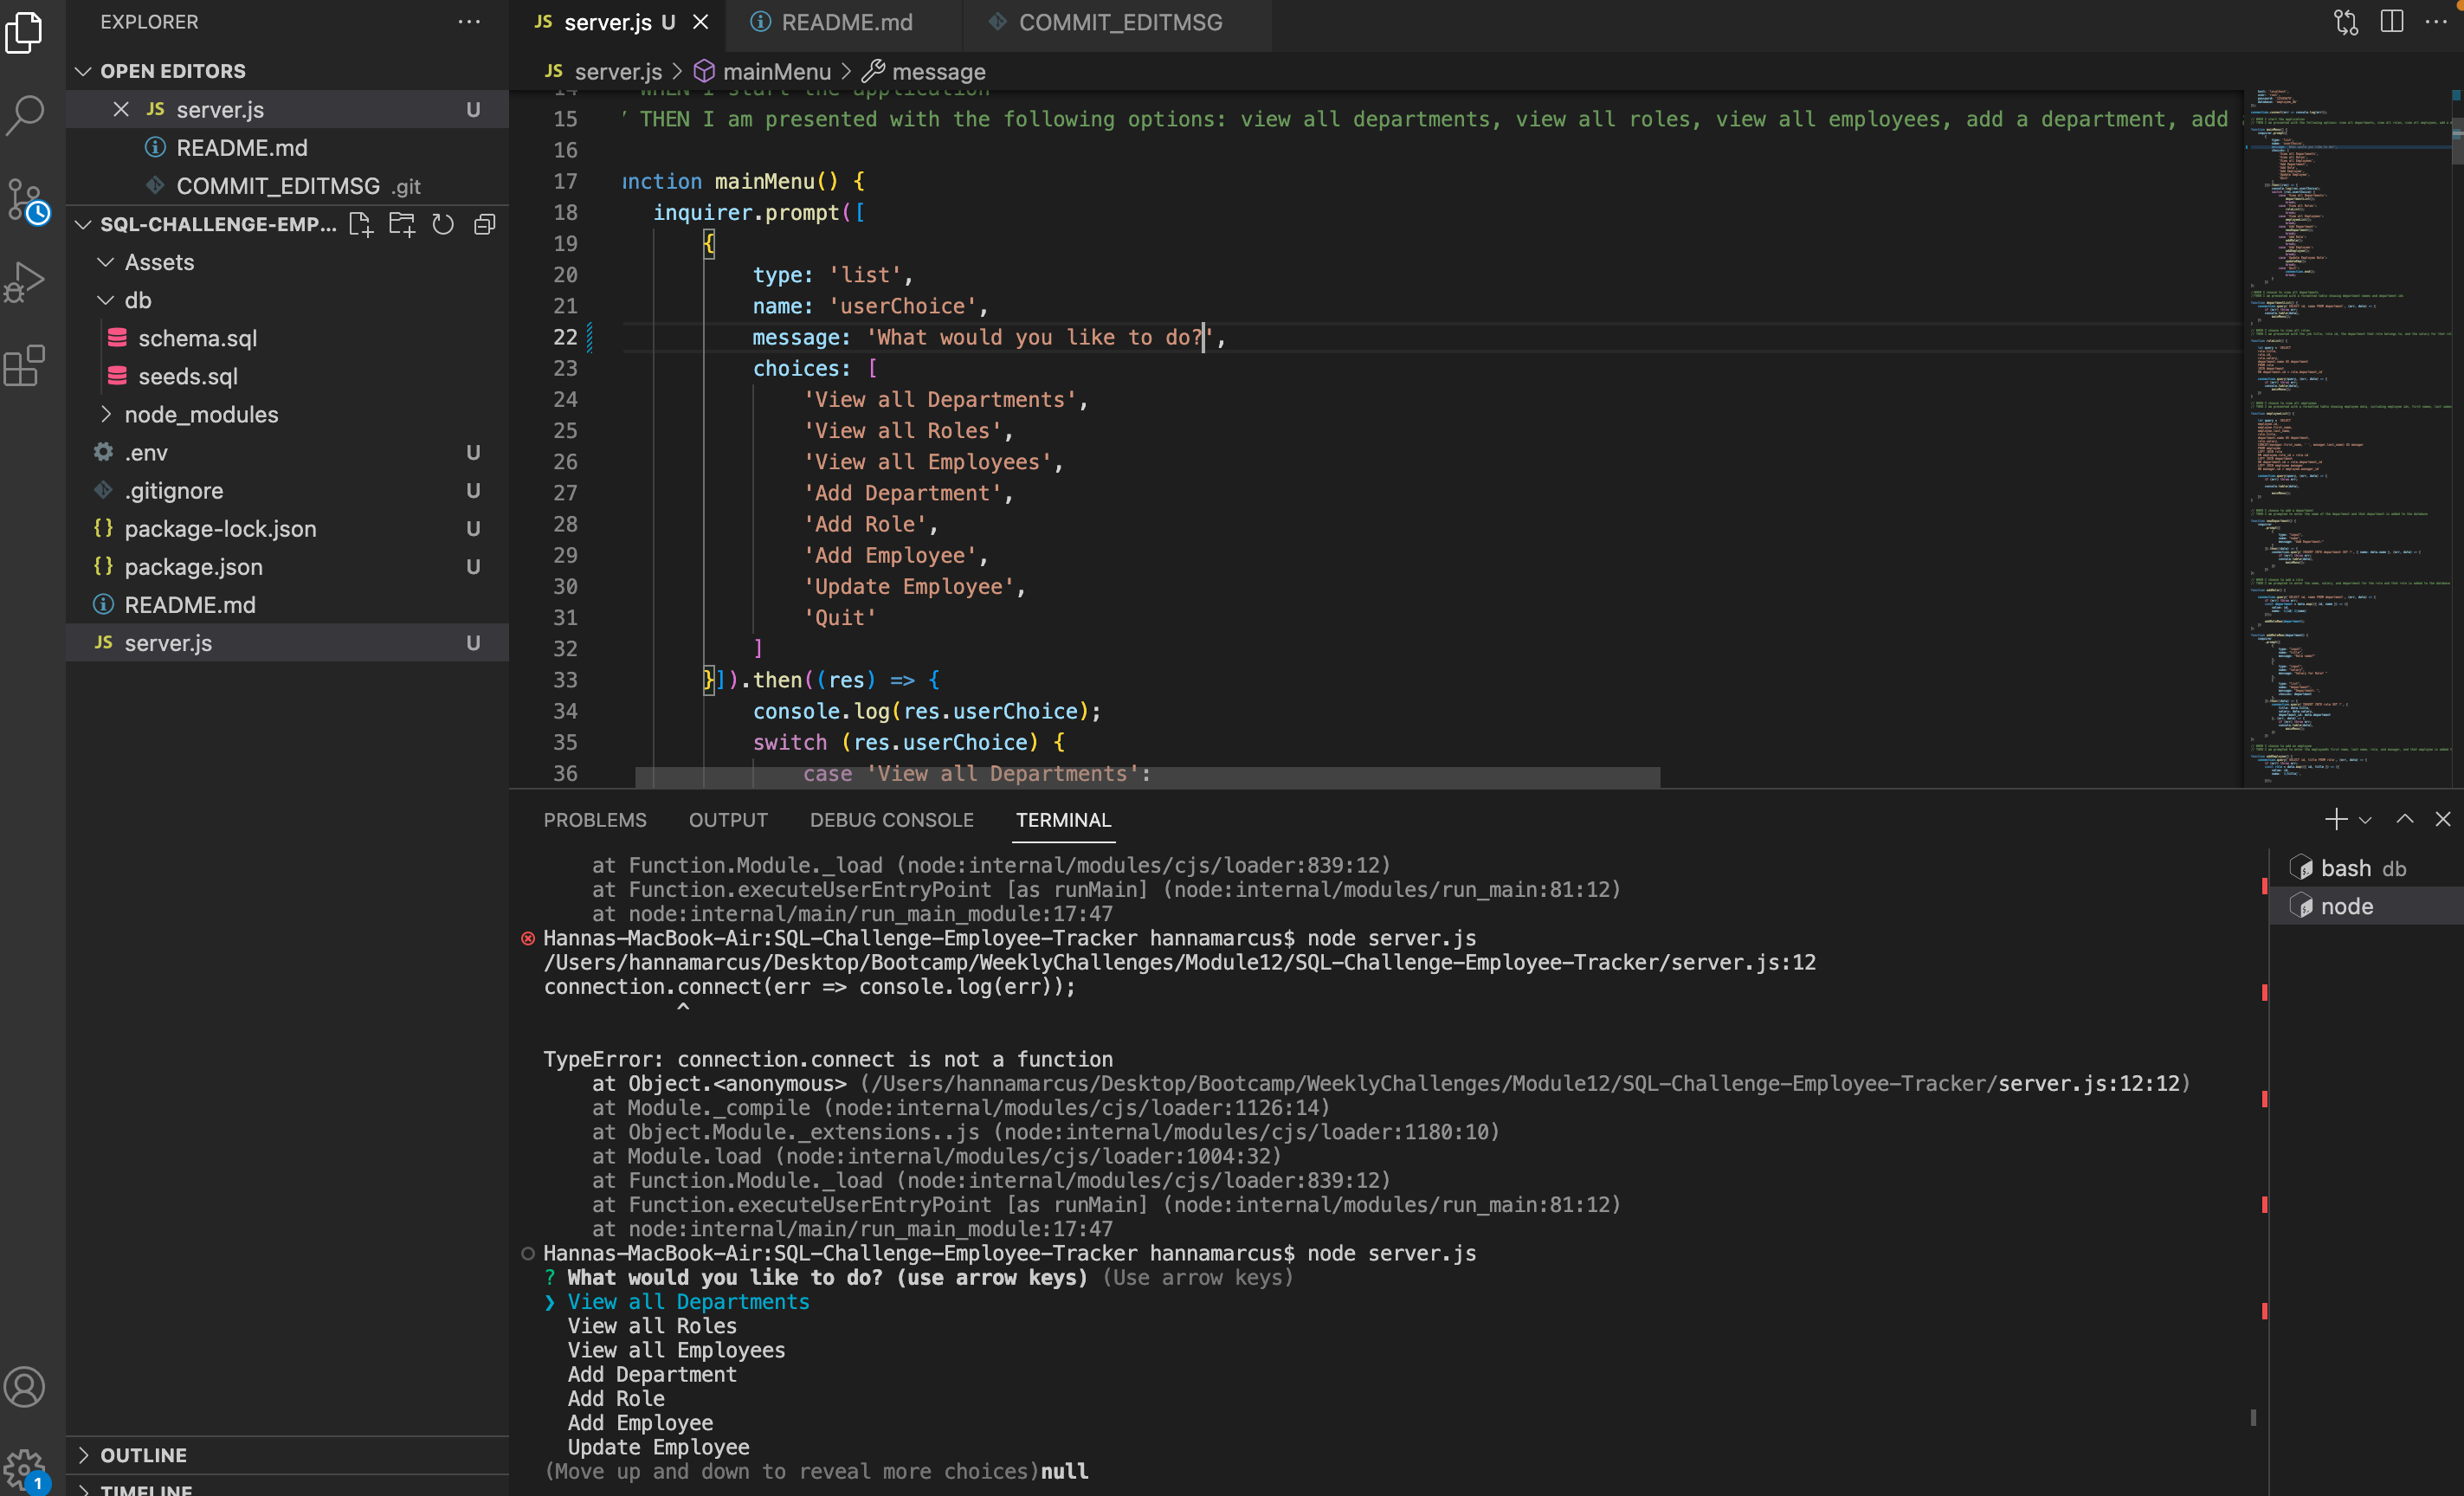 EXPLORER
OPEN EDITORS
JS server.js U
README.md
COMMIT_EDITMSG .git
SQL-CHALLENGE-EMP...
Assets
db
schema.sql
seeds.sql
node_modules
.env U
.gitignore U
{} package-lock.json U
{} package.json U
README.md
JS server.js U
OUTLINE
TIMELINE
1
JS server.js U
README.md
COMMIT_EDITMSG
JS server.js > mainMenu > message
14 WHEN I start the application
15 / THEN I am presented with the following options: view all departments, view all roles, view all employees, add a department, add
16
17 unction mainMenu() {
18 inquirer.prompt([
19 {
20 type: 'list',
21 name: 'userChoice',
22 message: 'What would you like to do?',
23 choices: [
24 'View all Departments',
25 'View all Roles',
26 'View all Employees',
27 'Add Department',
28 'Add Role',
29 'Add Employee',
30 'Update Employee',
31 'Quit'
32 ]
33 }]).then((res) => {
34 console.log(res.userChoice);
35 switch (res.userChoice) {
36 case 'View all Departments':
PROBLEMS OUTPUT DEBUG CONSOLE TERMINAL
at Function.Module._load (node:internal/modules/cjs/loader:839:12)
at Function.executeUserEntryPoint [as runMain] (node:internal/modules/run_main:81:12)
at node:internal/main/run_main_module:17:47
Hannas-MacBook-Air:SQL-Challenge-Employee-Tracker hannamarcus$ node server.js
/Users/hannamarcus/Desktop/Bootcamp/WeeklyChallenges/Module12/SQL-Challenge-Employee-Tracker/server.js:12
connection.connect(err => console.log(err));
^
TypeError: connection.connect is not a function
at Object.<anonymous> (/Users/hannamarcus/Desktop/Bootcamp/WeeklyChallenges/Module12/SQL-Challenge-Employee-Tracker/server.js:12:12)
at Module._compile (node:internal/modules/cjs/loader:1126:14)
at Object.Module._extensions..js (node:internal/modules/cjs/loader:1180:10)
at Module.load (node:internal/modules/cjs/loader:1004:32)
at Function.Module._load (node:internal/modules/cjs/loader:839:12)
at Function.executeUserEntryPoint [as runMain] (node:internal/modules/run_main:81:12)
at node:internal/main/run_main_module:17:47
Hannas-MacBook-Air:SQL-Challenge-Employee-Tracker hannamarcus$ node server.js
? What would you like to do? (use arrow keys) (Use arrow keys)
❯ View all Departments
View all Roles
View all Employees
Add Department
Add Role
Add Employee
Update Employee
(Move up and down to reveal more choices)null
bash db
node